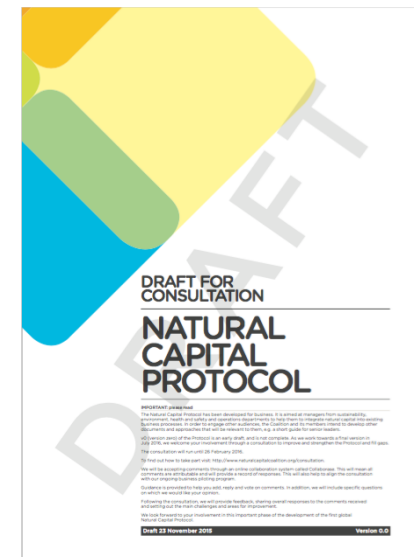 DRAFT
DRAFT FOR
CONSULTATION
NATURAL
CAPITAL
PROTOCOL
IMPORTANT: please read
The Natural Capital Protocol has been developed for business. It is aimed at managers from sustainability,
environment, health and safety and operations departments to help them to integrate natural capital into existing
business processes. In order to engage other audiences, the Coalition and its members intend to develop other
documents and approaches that will be relevant to them, e.g. a short guide for senior leaders.
v0 (version zero) of the Protocol is an early draft, and is not complete. As we work towards a final version in
July 2016, we welcome your involvement through a consultation to improve and strengthen the Protocol and fill gaps.
The consultation will run until 26 February 2016.
To find out how to take part visit: http://www.naturalcapitalcoalition.org/consultation.
We will be accepting comments through an online collaboration system called Collaborase. This will mean all
comments are attributable and will provide a record of responses. This will also help to align the consultation
with our ongoing business piloting program.
Guidance is provided to help you add, reply and vote on comments. In addition, we will include specific questions
on which we would like your opinion.
Following the consultation, we will provide feedback, sharing overall responses to the comments received
and setting out the main challenges and areas for improvement.
We look forward to your involvement in this important phase of the development of the first global
Natural Capital Protocol.
Draft 23 November 2015 Version 0.0